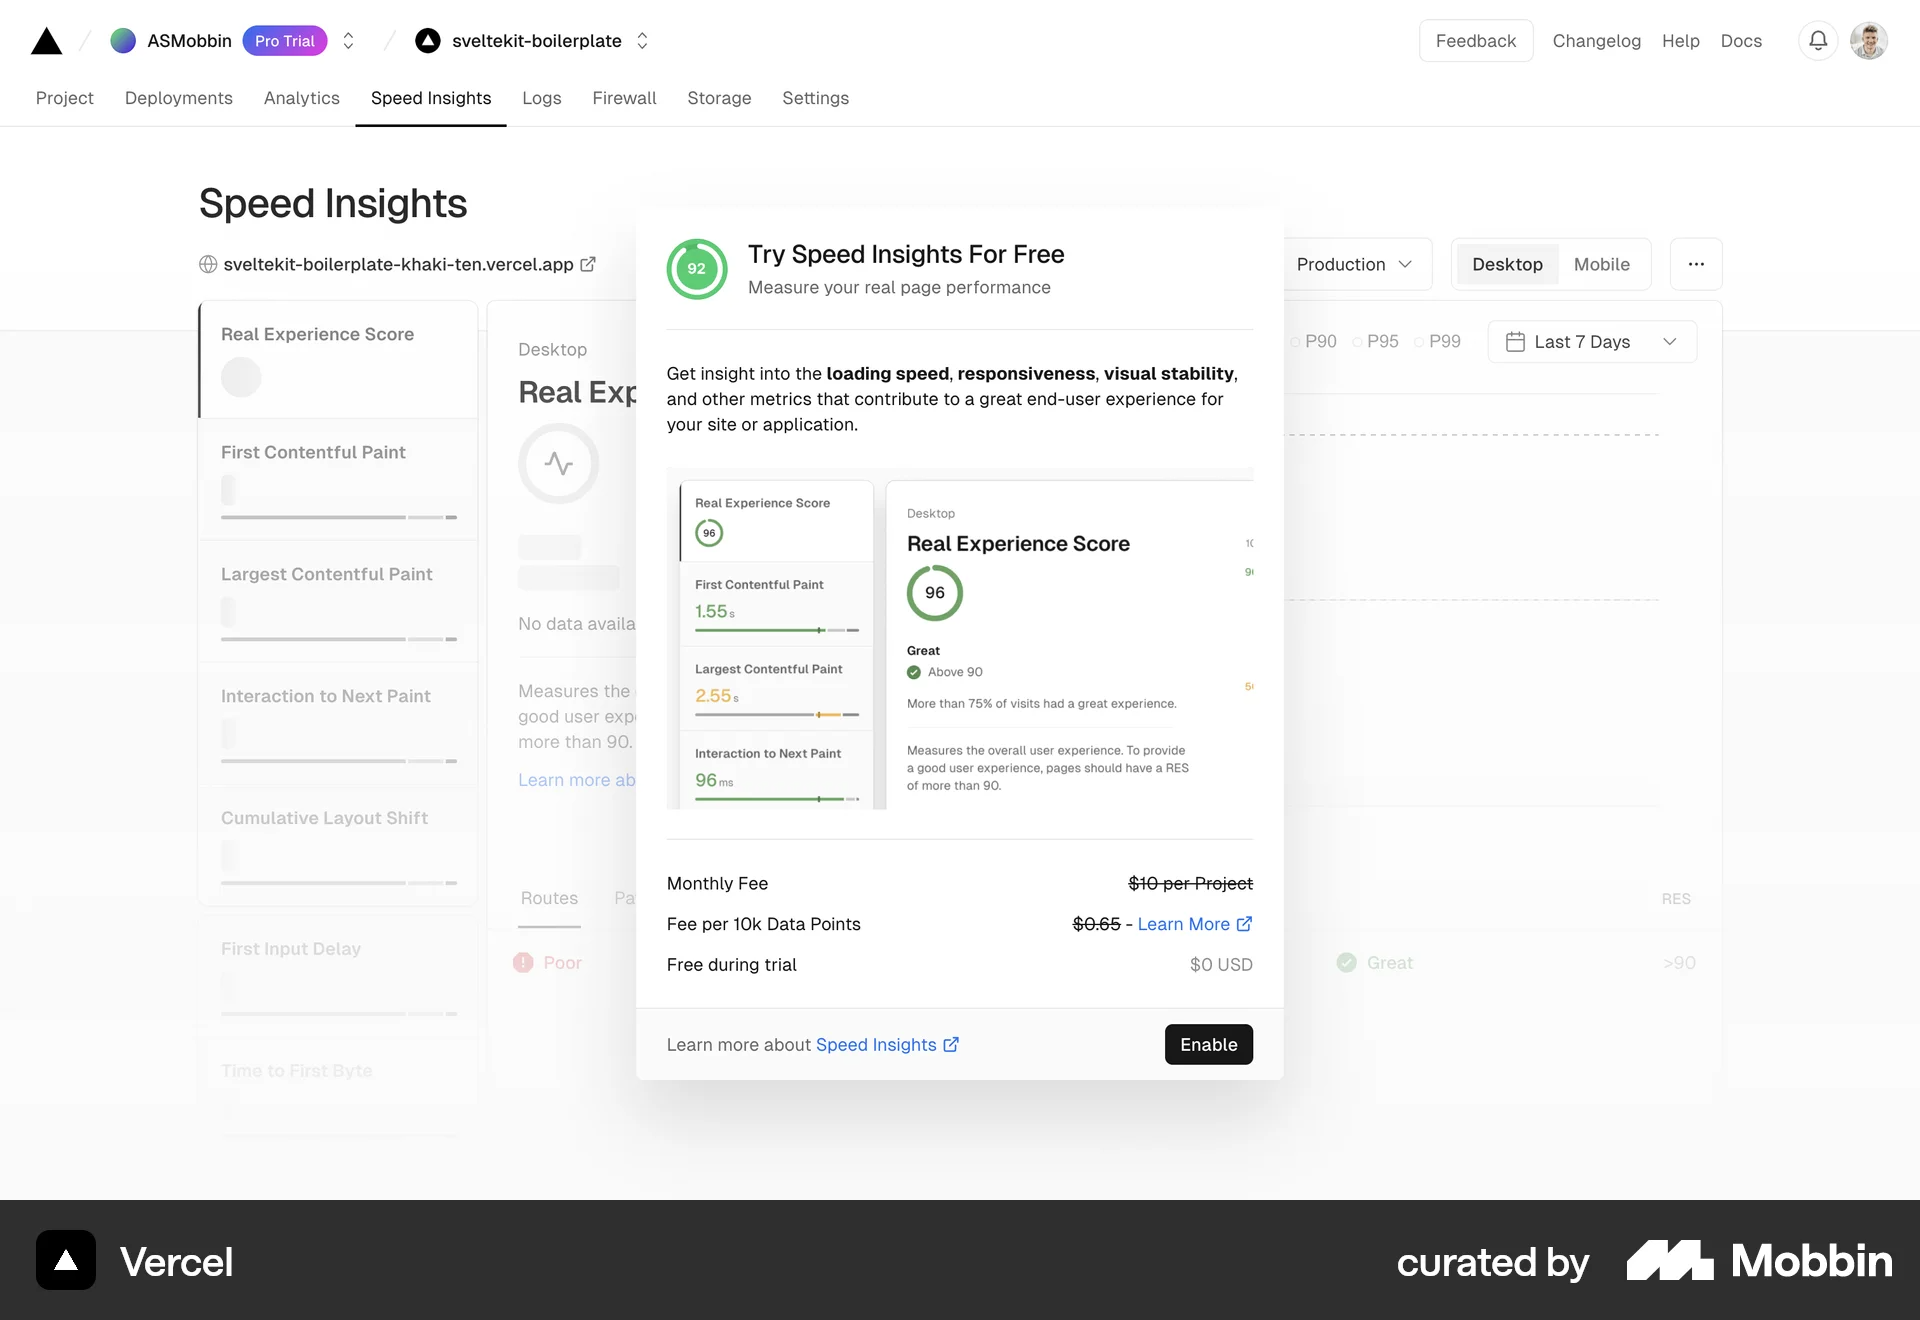 ASMobbin
Pro Trial
sveltekit-boilerplate
Feedback
Changelog
Help
Docs
Project
Deployments
Analytics
Speed Insights
Logs
Firewall
Storage
Settings
Speed Insights
sveltekit-boilerplate-khaki-ten.vercel.app
Production
Desktop
Mobile
Real Experience Score
First Contentful Paint
Largest Contentful Paint
Interaction to Next Paint
Cumulative Layout Shift
First Input Delay
Time to First Byte
Desktop
Real Exp
No data availa
Measures the
good user exp
more than 90.
Learn more ab
Routes
Pa
Poor
P90
P95
P99
Last 7 Days
RES
Great
>90
92
Try Speed Insights For Free
Measure your real page performance
Get insight into the loading speed, responsiveness, visual stability,
and other metrics that contribute to a great end-user experience for
your site or application.
Real Experience Score
96
First Contentful Paint
1.55 s
Largest Contentful Paint
2.55 s
Interaction to Next Paint
96 ms
Desktop
Real Experience Score
96
Great
Above 90
More than 75% of visits had a great experience.
Measures the overall user experience. To provide
a good user experience, pages should have a RES
of more than 90.
Monthly Fee
$10 per Project
Fee per 10k Data Points
$0.65 - Learn More
Free during trial
$0 USD
Learn more about Speed Insights
Enable
Vercel
curated by
Mobbin